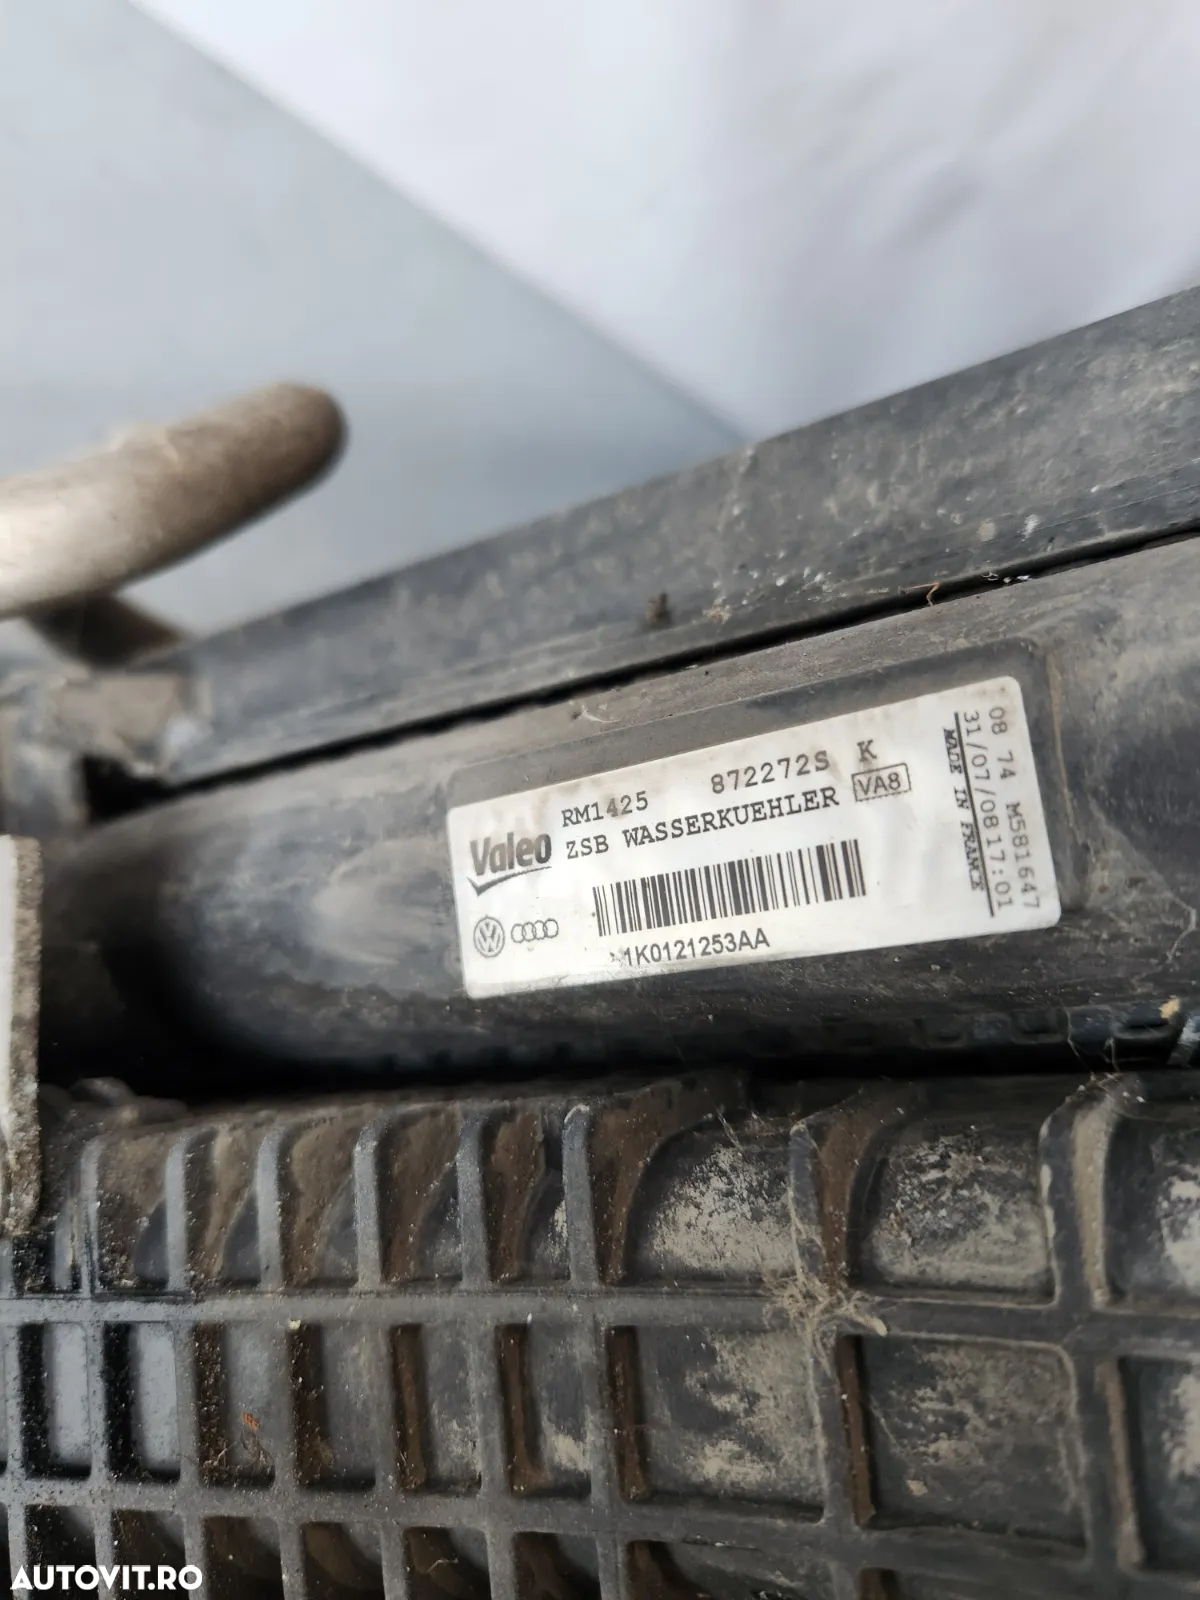 RM1425 872272S K
Valeo ZSB WASSERKUEHLER VA8
1K0121253AA
08 74 M581647
31/07/08 17:01
MADE IN FRANCE
AUTOVIT.RO